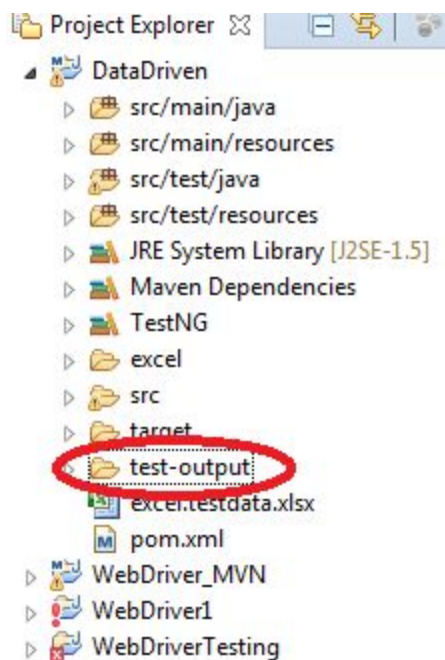 Project Explorer
DataDriven
src/main/java
src/main/resources
src/test/java
src/test/resources
JRE System Library [J2SE-1.5]
Maven Dependencies
TestNG
excel
src
target
test-output
excel.testdata.xlsx
pom.xml
WebDriver_MVN
WebDriver1
WebDriverTesting